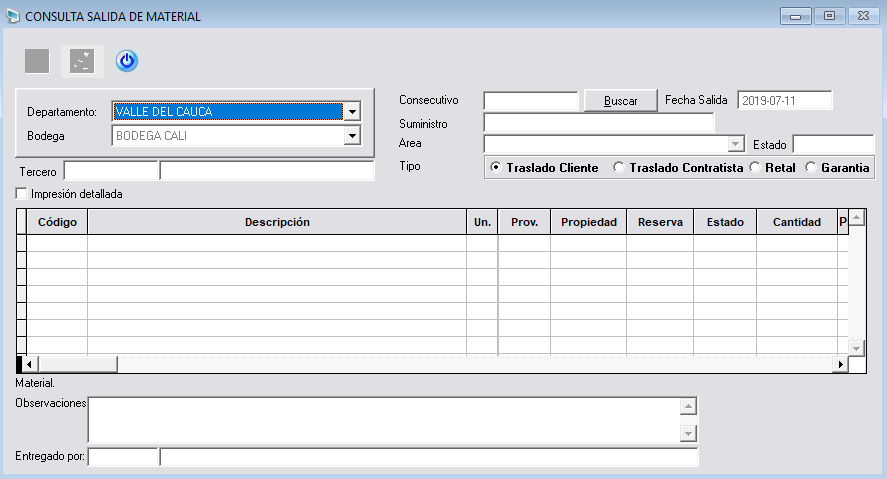 CONSULTA SALIDA DE MATERIAL
Departamento: VALLE DEL CAUCA
Bodega BODEGA CALI
Tercero
Consecutivo Buscar Fecha Salida 2019-07-11
Suministro
Area Estado
Tipo Traslado Cliente Traslado Contratista Retal Garantia
Impresión detallada
Código Descripción Un. Prov. Propiedad Reserva Estado Cantidad P
Material.
Observaciones
Entregado por: